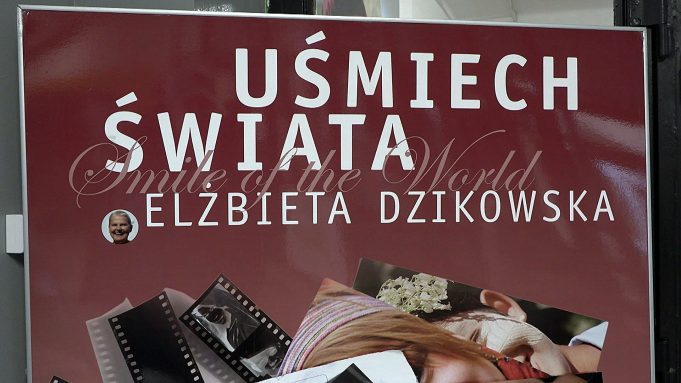 UŚMIECH
ŚWIATA
Smile of the World
ELŻBIETA DZIKOWSKA